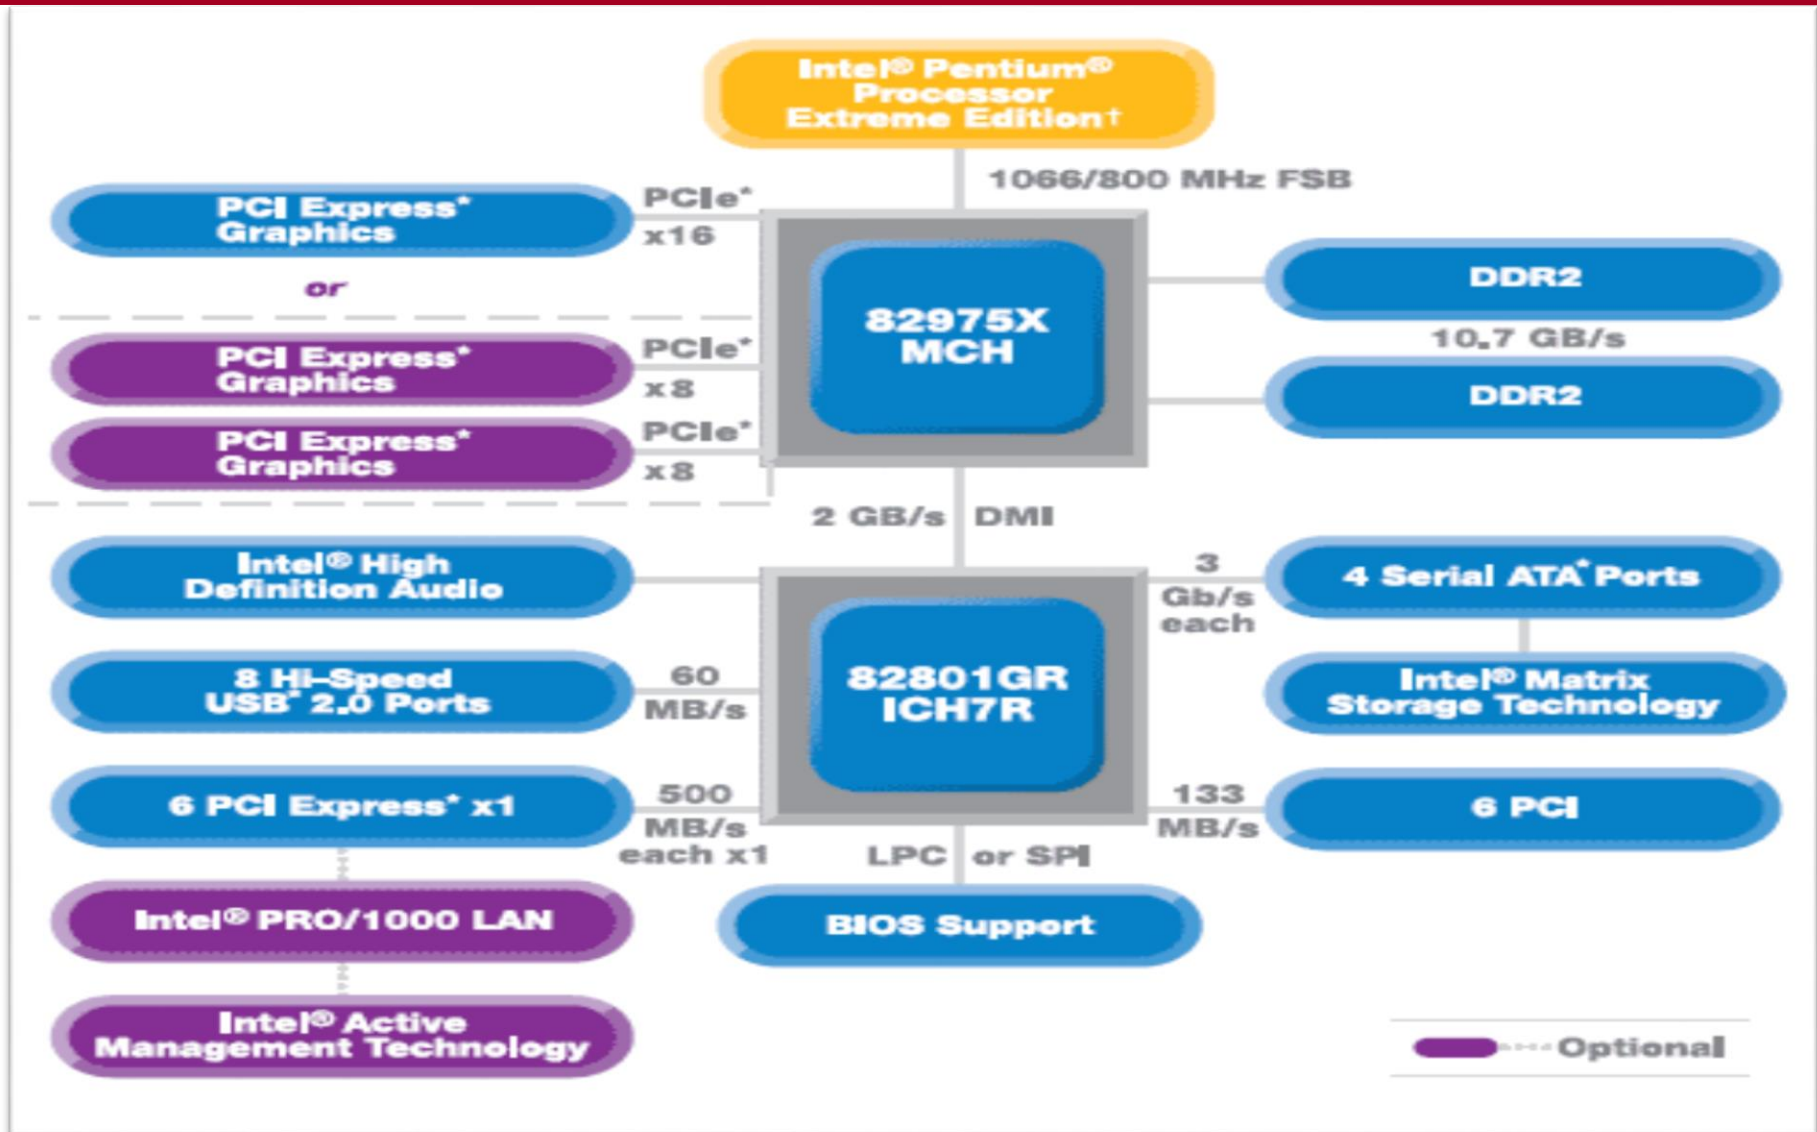 Intel® Pentium®
Processor
Extreme Edition†
1066/800 MHz FSB
PCI Express*
Graphics
PCIe*
x16
or
PCI Express*
Graphics
PCIe*
x8
PCI Express*
Graphics
PCIe*
x8
82975X
MCH
DDR2
10.7 GB/s
DDR2
2 GB/s DMI
Intel® High
Definition Audio
8 Hi-Speed
USB* 2.0 Ports
60
MB/s
6 PCI Express* x1
500
MB/s
each x1
82801GR
ICH7R
3
Gb/s
each
4 Serial ATA* Ports
Intel® Matrix
Storage Technology
133
MB/s
6 PCI
LPC or SPI
BIOS Support
Intel® PRO/1000 LAN
Intel® Active
Management Technology
Optional